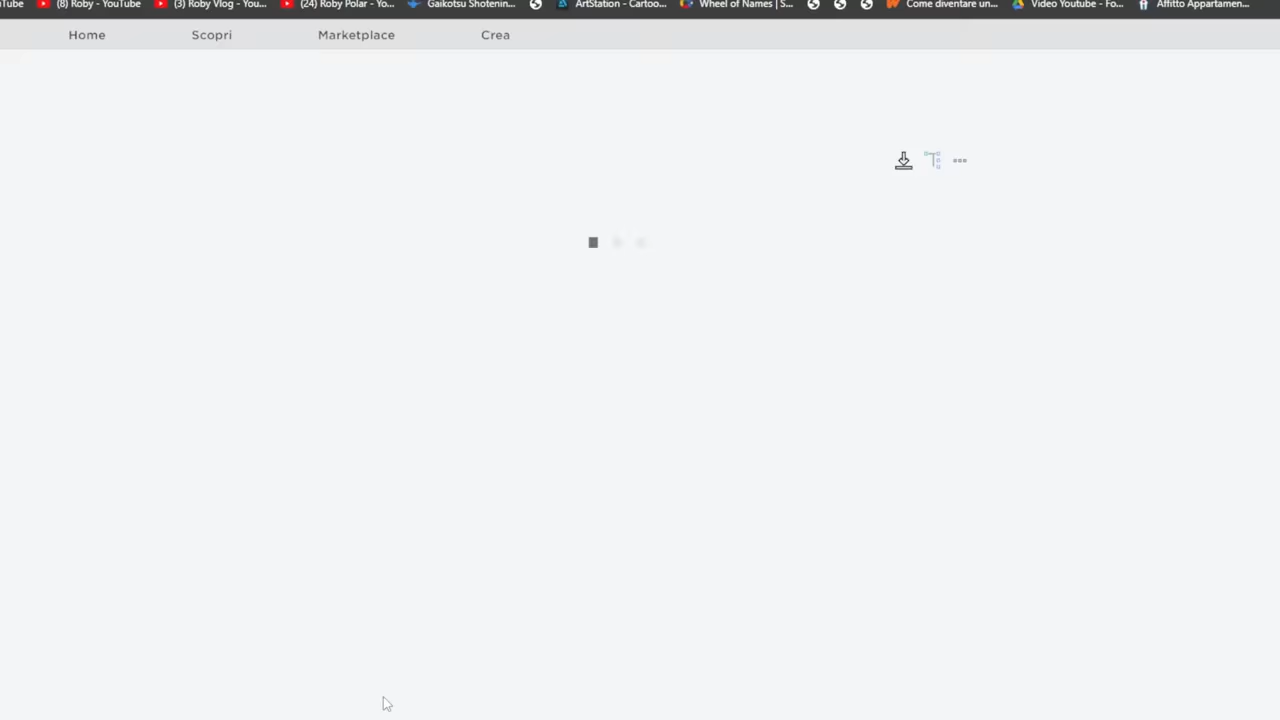 uTube (8) Roby - YouTube (3) Roby Vlog - You... (24) Roby Polar - Yo... Gaikotsu Shotenin... ArtStation - Cartoo... Wheel of Names | S... Come diventare un... Video Youtube - Fo... Affitto Appartamen...
Home Scopri Marketplace Crea